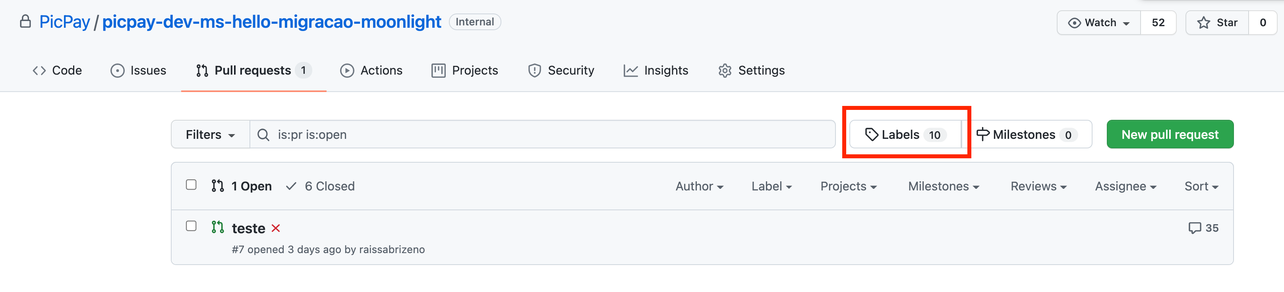 PicPay / picpay-dev-ms-hello-migracao-moonlight Internal Watch 52 Star 0
Code Issues Pull requests 1 Actions Projects Security Insights Settings
Filters is:pr is:open Labels 10 Milestones 0 New pull request
1 Open 6 Closed Author Label Projects Milestones Reviews Assignee Sort
teste 35
#7 opened 3 days ago by raissabrizeno